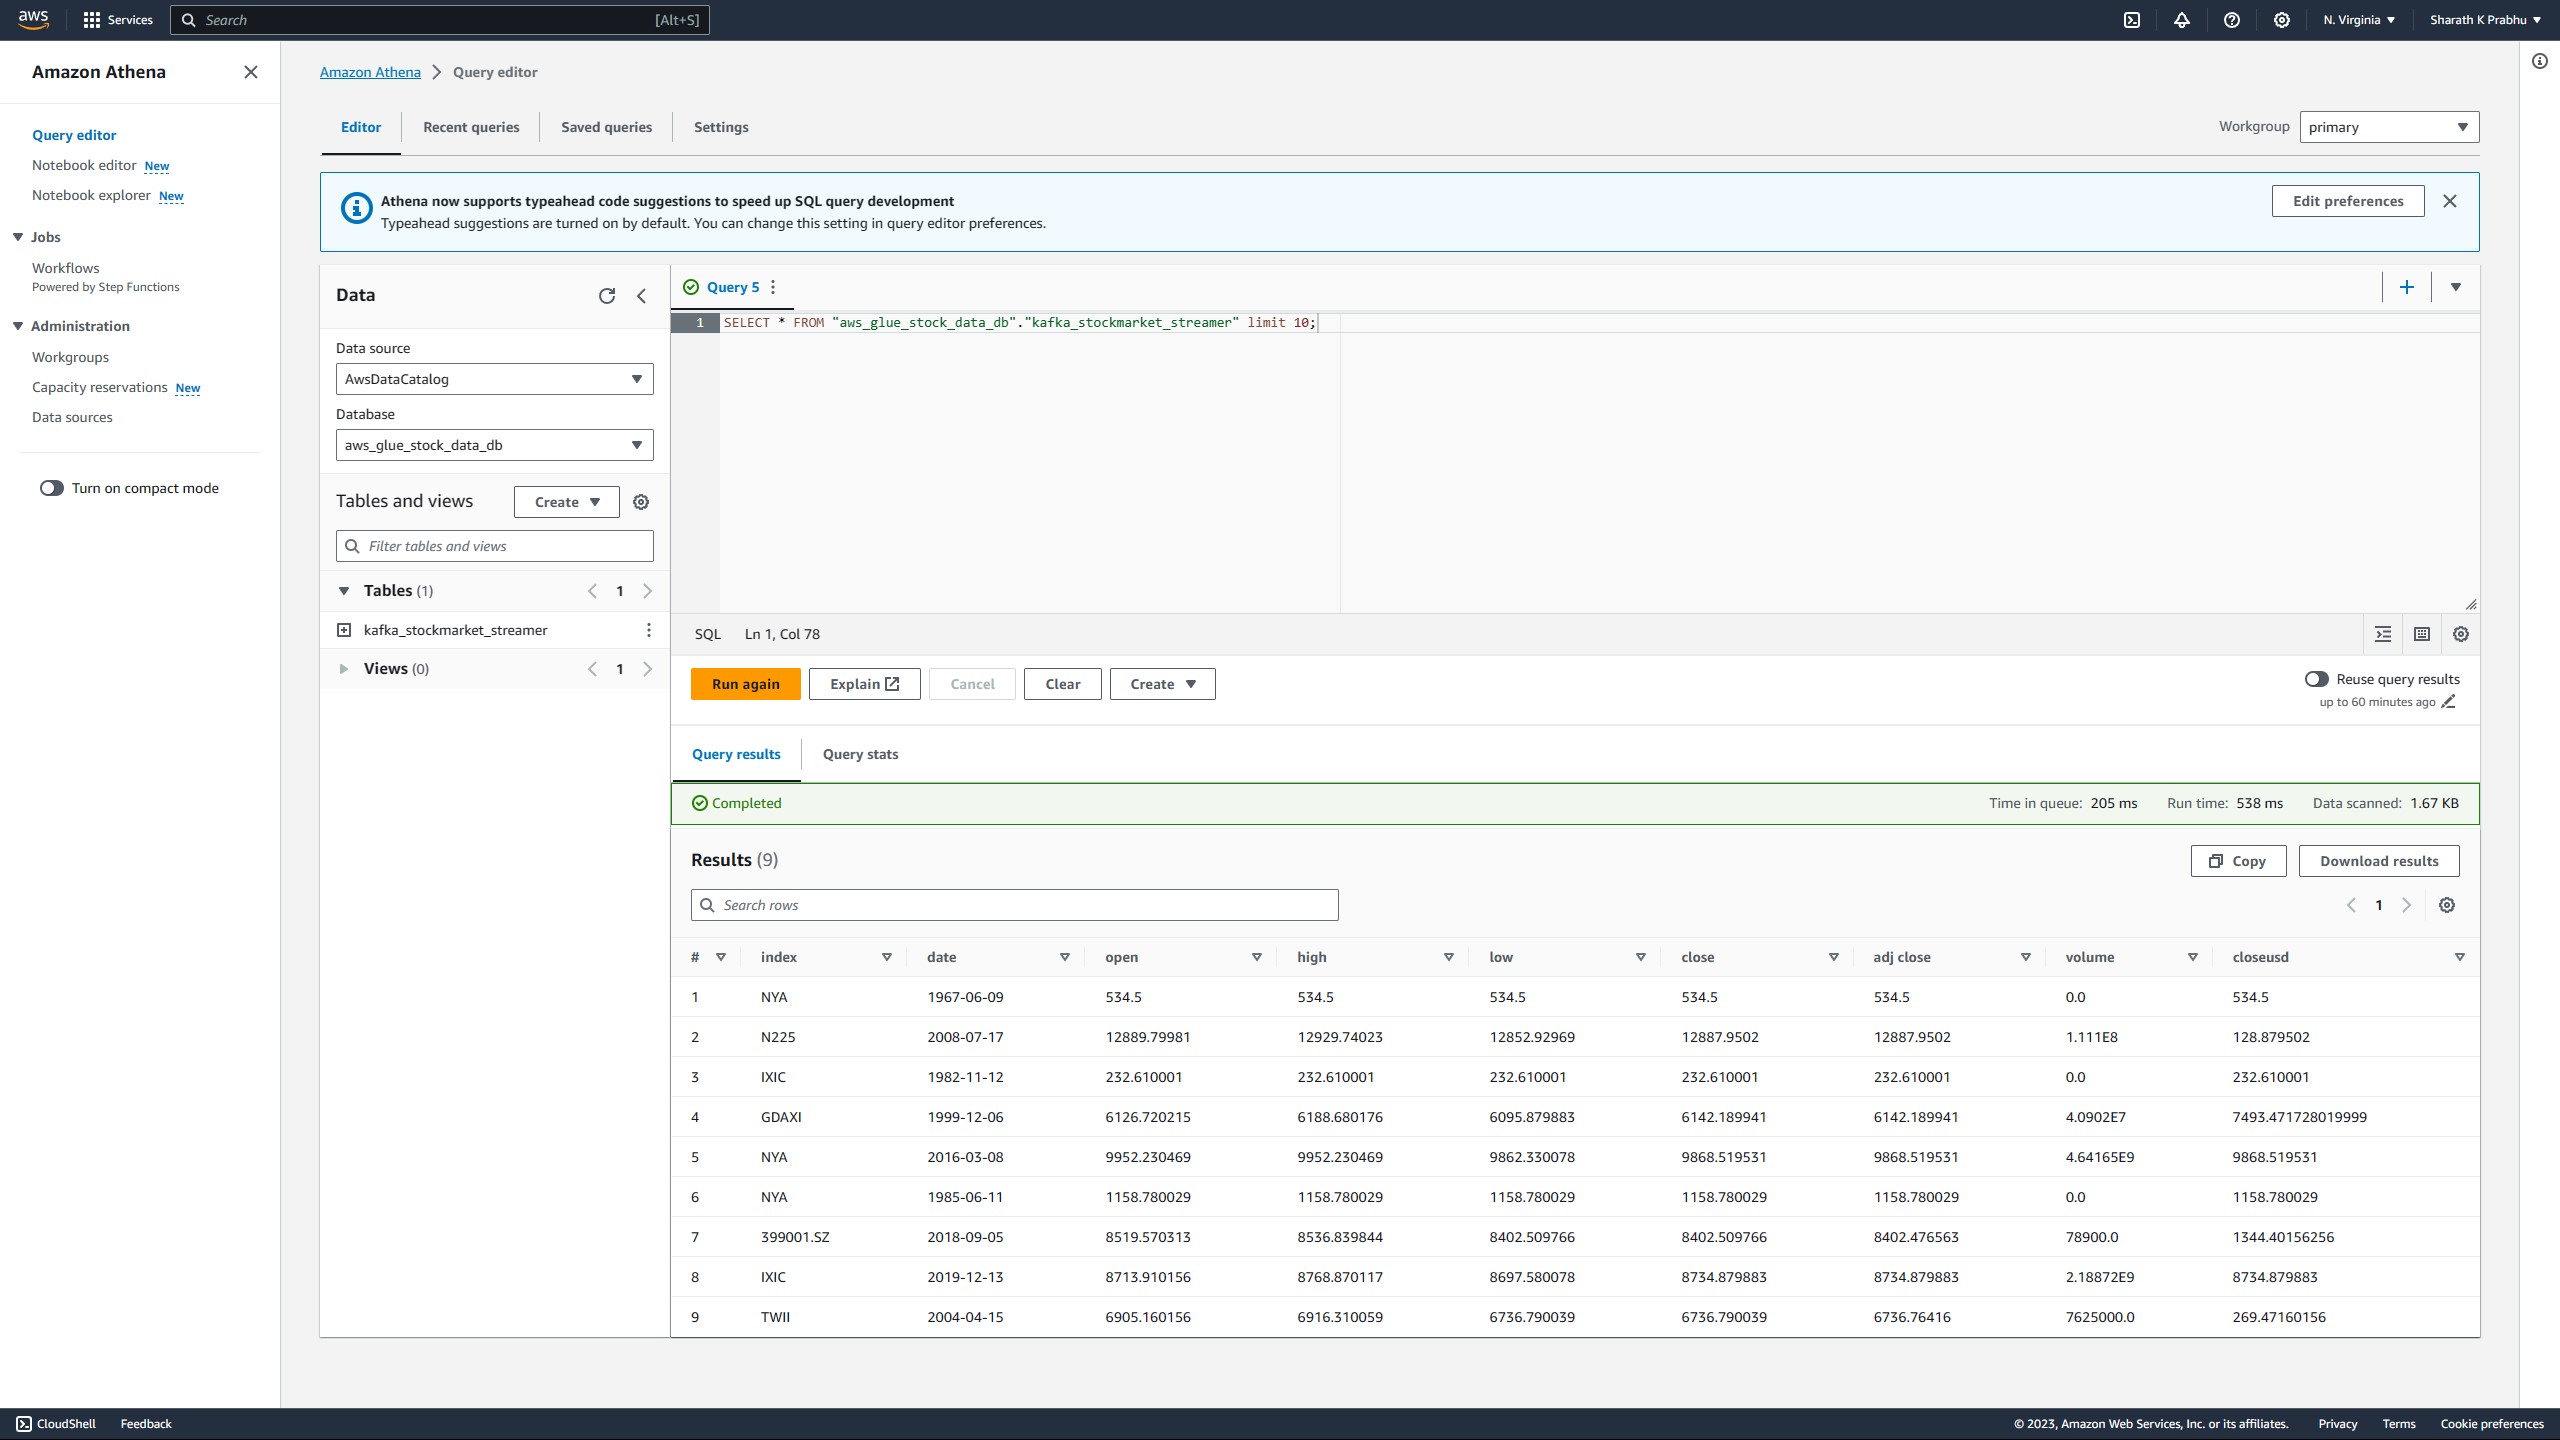 aws Services Search [Alt+S] N. Virginia Sharath K Prabhu
Amazon Athena
Query editor
Notebook editor New
Notebook explorer New
Jobs
Workflows
Powered by Step Functions
Administration
Workgroups
Capacity reservations New
Data sources
Turn on compact mode
Amazon Athena Query editor
Editor Recent queries Saved queries Settings Workgroup primary
Athena now supports typeahead code suggestions to speed up SQL query development
Typeahead suggestions are turned on by default. You can change this setting in query editor preferences.
Edit preferences
Data
Data source
AwsDataCatalog
Database
aws_glue_stock_data_db
Tables and views Create
Filter tables and views
Tables (1) 1
kafka_stockmarket_streamer
Views (0) 1
Query 5
1 SELECT * FROM "aws_glue_stock_data_db"."kafka_stockmarket_streamer" limit 10;
SQL Ln 1, Col 78
Run again Explain Cancel Clear Create Reuse query results
up to 60 minutes ago
Query results Query stats
Completed Time in queue: 205 ms Run time: 538 ms Data scanned: 1.67 KB
Results (9) Copy Download results
Search rows 1
# index date open high low close adj close volume closeusd
1 NYA 1967-06-09 534.5 534.5 534.5 534.5 534.5 0.0 534.5
2 N225 2008-07-17 12889.79981 12929.74023 12852.92969 12887.9502 12887.9502 1.111E8 128.879502
3 IXIC 1982-11-12 232.610001 232.610001 232.610001 232.610001 232.610001 0.0 232.610001
4 GDAXI 1999-12-06 6126.720215 6188.680176 6095.879883 6142.189941 6142.189941 4.0902E7 7493.471728019999
5 NYA 2016-03-08 9952.230469 9952.230469 9862.330078 9868.519531 9868.519531 4.64165E9 9868.519531
6 NYA 1985-06-11 1158.780029 1158.780029 1158.780029 1158.780029 1158.780029 0.0 1158.780029
7 399001.SZ 2018-09-05 8519.570313 8536.839844 8402.509766 8402.509766 8402.476563 78900.0 1344.40156256
8 IXIC 2019-12-13 8713.910156 8768.870117 8697.580078 8734.879883 8734.879883 2.18872E9 8734.879883
9 TWII 2004-04-15 6905.160156 6916.310059 6736.790039 6736.790039 6736.76416 7625000.0 269.47160156
CloudShell Feedback © 2023, Amazon Web Services, Inc. or its affiliates. Privacy Terms Cookie preferences